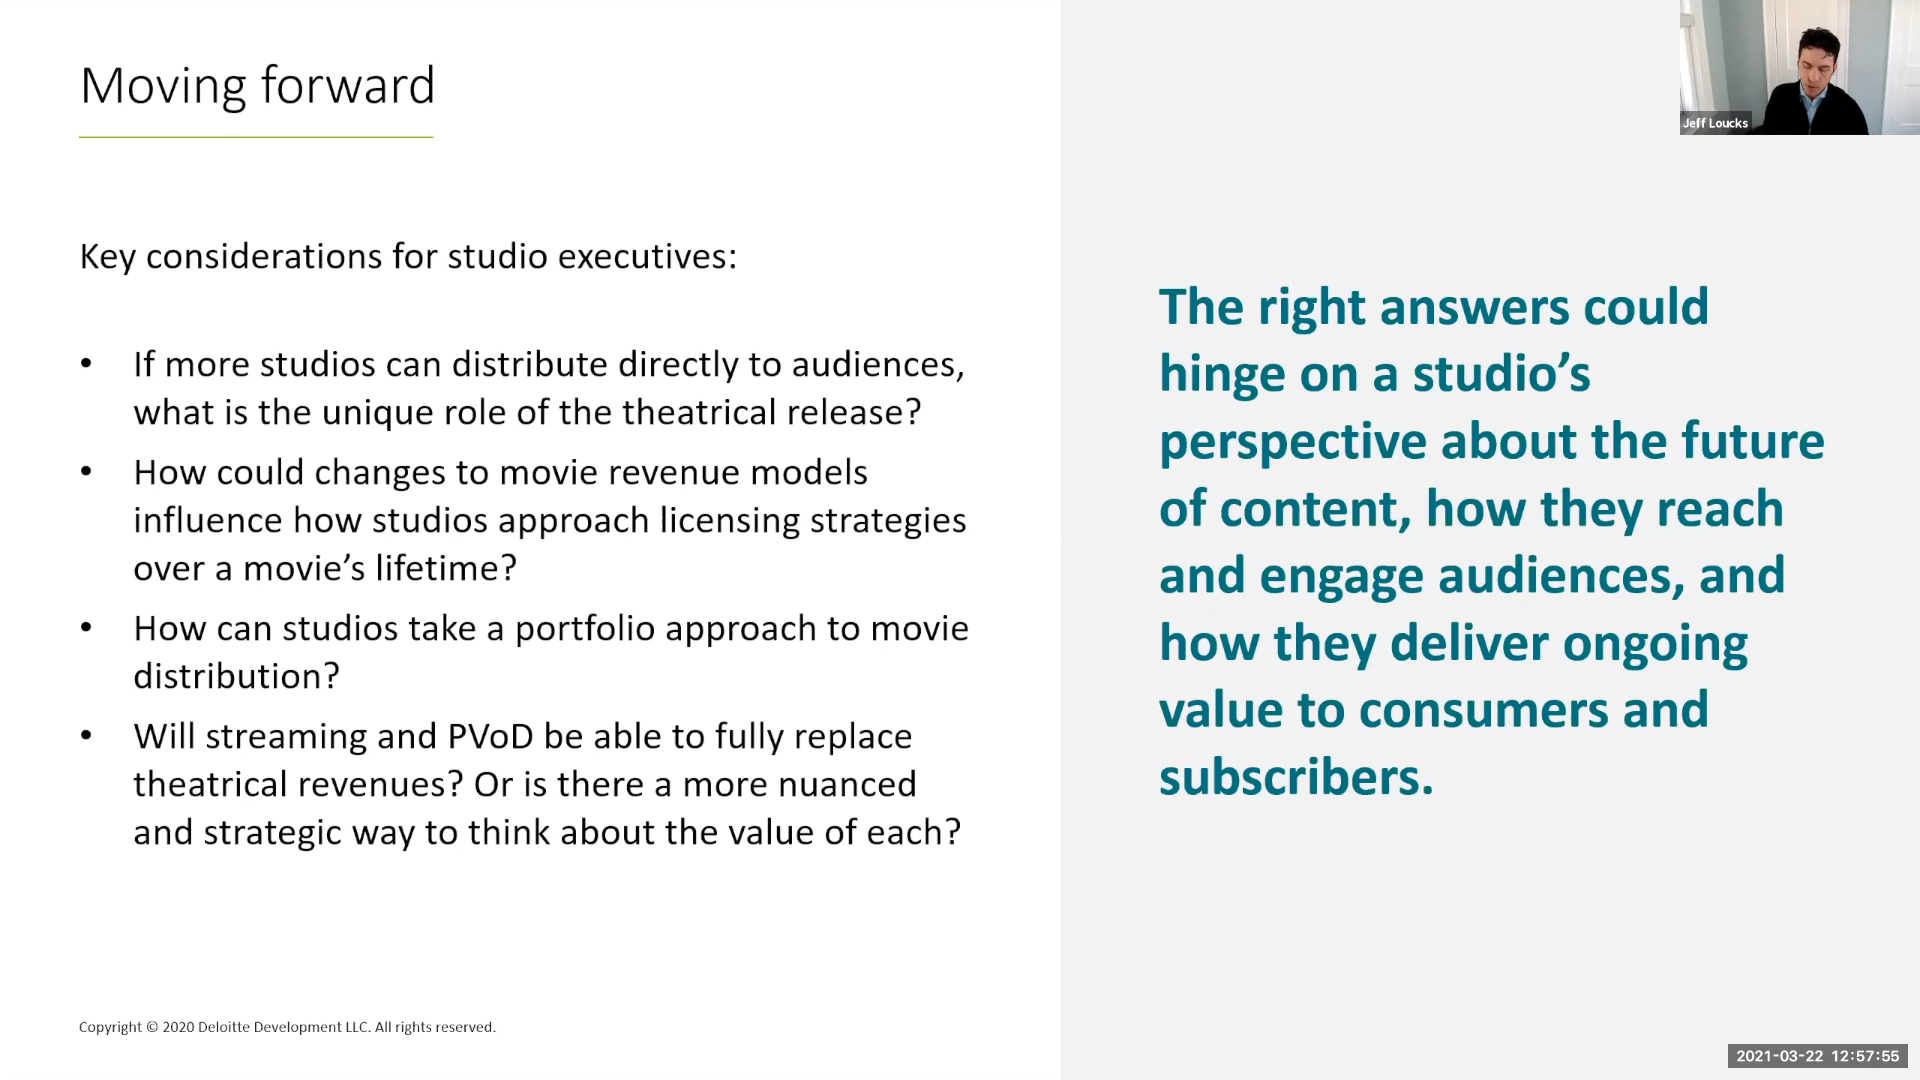 Moving forward
Key considerations for studio executives:
• If more studios can distribute directly to audiences,
what is the unique role of the theatrical release?
• How could changes to movie revenue models
influence how studios approach licensing strategies
over a movie’s lifetime?
• How can studios take a portfolio approach to movie
distribution?
• Will streaming and PVoD be able to fully replace
theatrical revenues? Or is there a more nuanced
and strategic way to think about the value of each?
Copyright © 2020 Deloitte Development LLC. All rights reserved.
Jeff Loucks
The right answers could
hinge on a studio’s
perspective about the future
of content, how they reach
and engage audiences, and
how they deliver ongoing
value to consumers and
subscribers.
2021-03-22 12:57:55